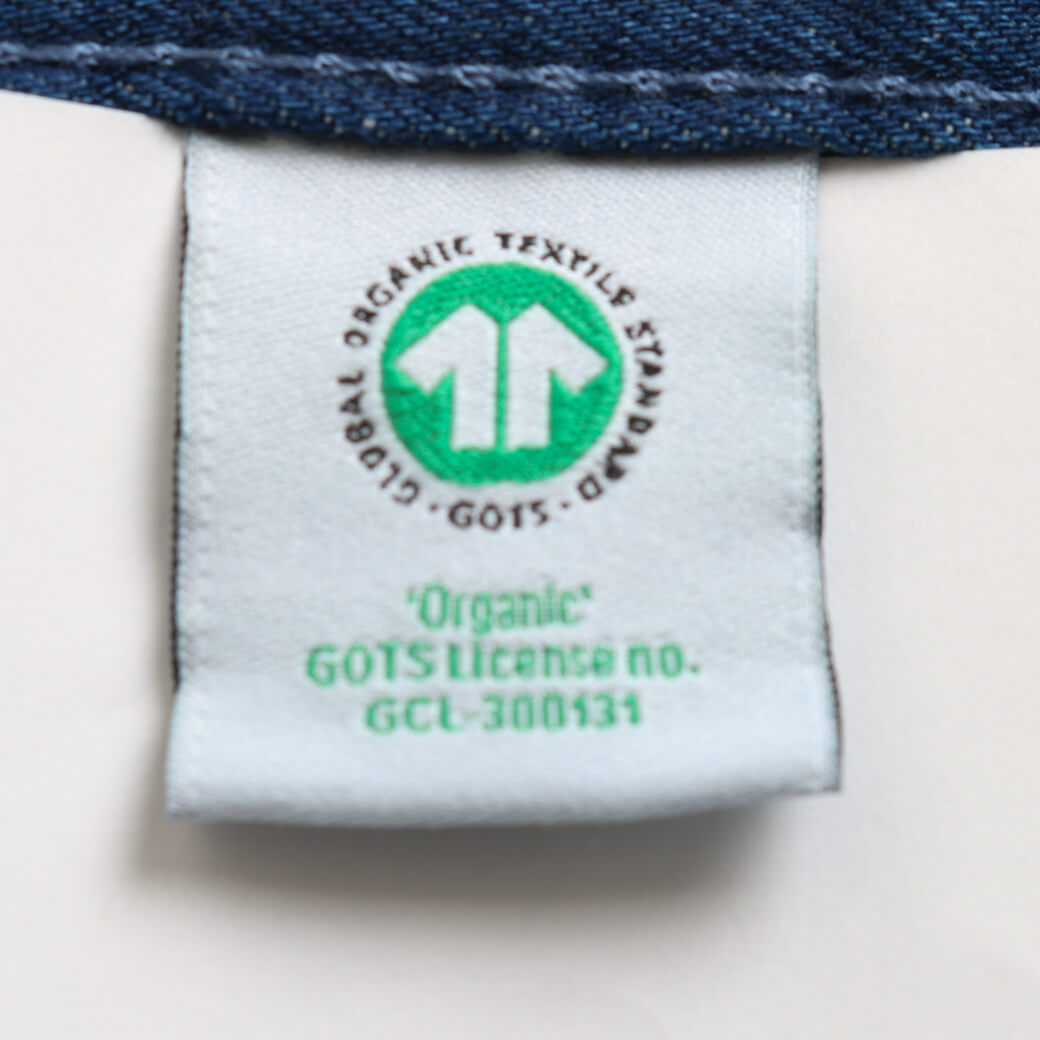 GLOBAL ORGANIC TEXTILE STANDARD
· GOTS ·
'Organic'
GOTS License no.
GCL-300131